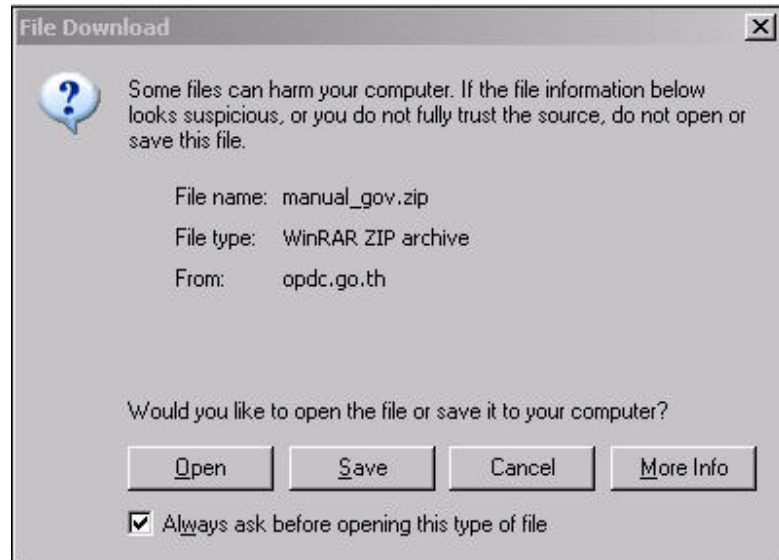 File Download
Some files can harm your computer. If the file information below
looks suspicious, or you do not fully trust the source, do not open or
save this file.
File name: manual_gov.zip
File type: WinRAR ZIP archive
From: opdc.go.th
Would you like to open the file or save it to your computer?
Open Save Cancel More Info
Always ask before opening this type of file